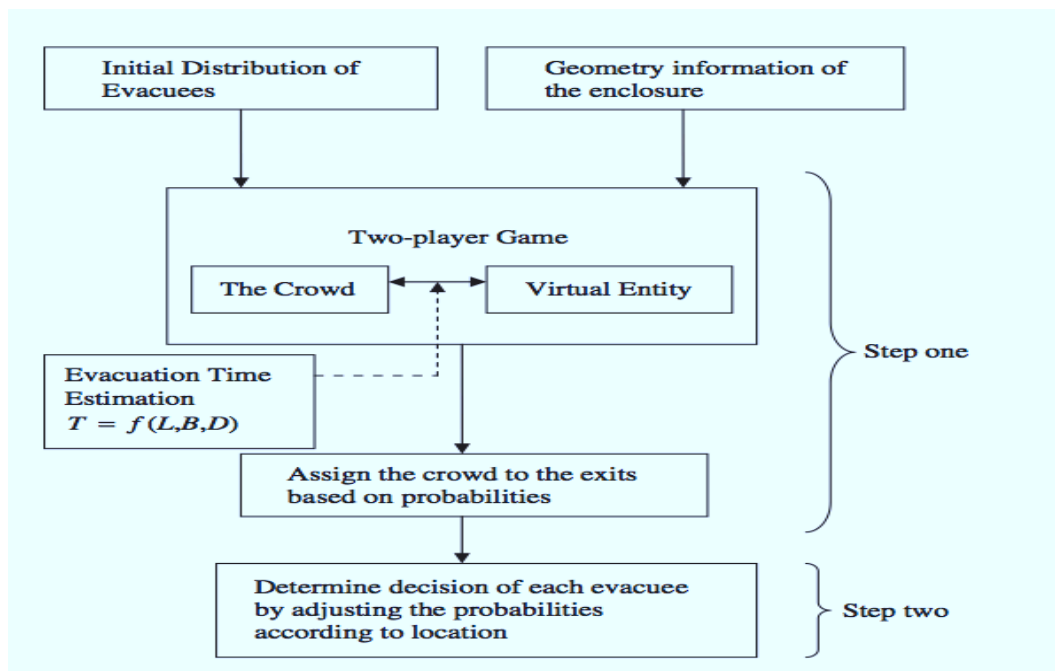 Initial Distribution of
Evacuees
Geometry information of
the enclosure
Two-player Game
The Crowd
Virtual Entity
Evacuation Time
Estimation
T = f(L,B,D)
Step one
Assign the crowd to the exits
based on probabilities
Determine decision of each evacuee
by adjusting the probabilities
according to location
Step two